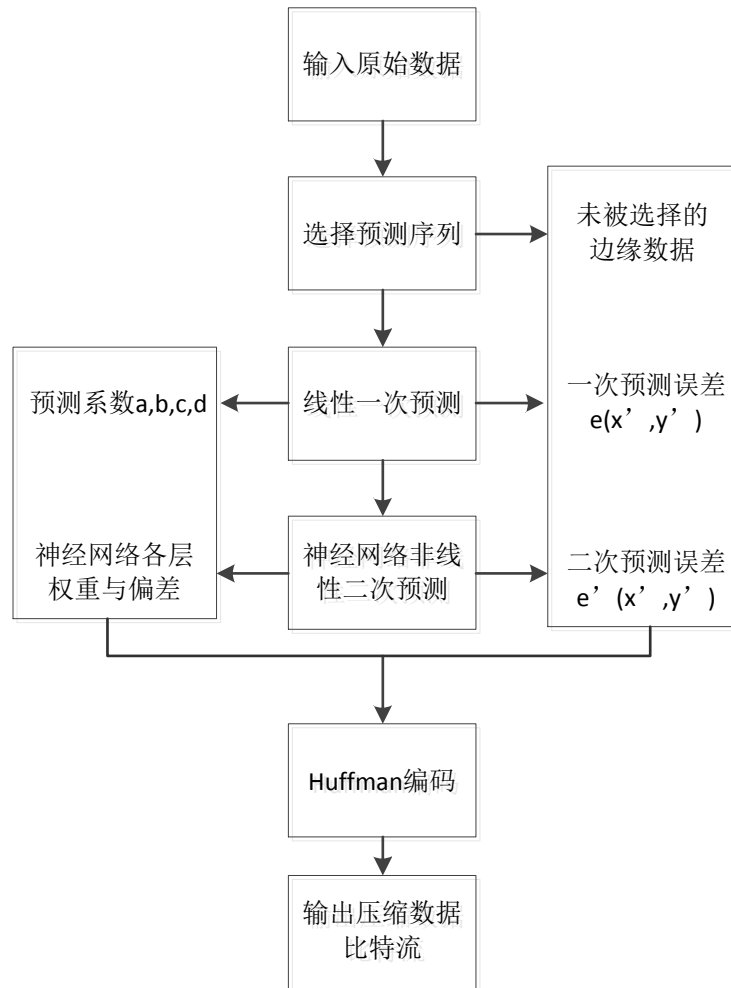 输入原始数据
选择预测序列
未被选择的
边缘数据
预测系数a,b,c,d
线性一次预测
一次预测误差
e(x’,y’)
神经网络各层
权重与偏差
神经网络非线
性二次预测
二次预测误差
e’(x’,y’)
Huffman编码
输出压缩数据
比特流